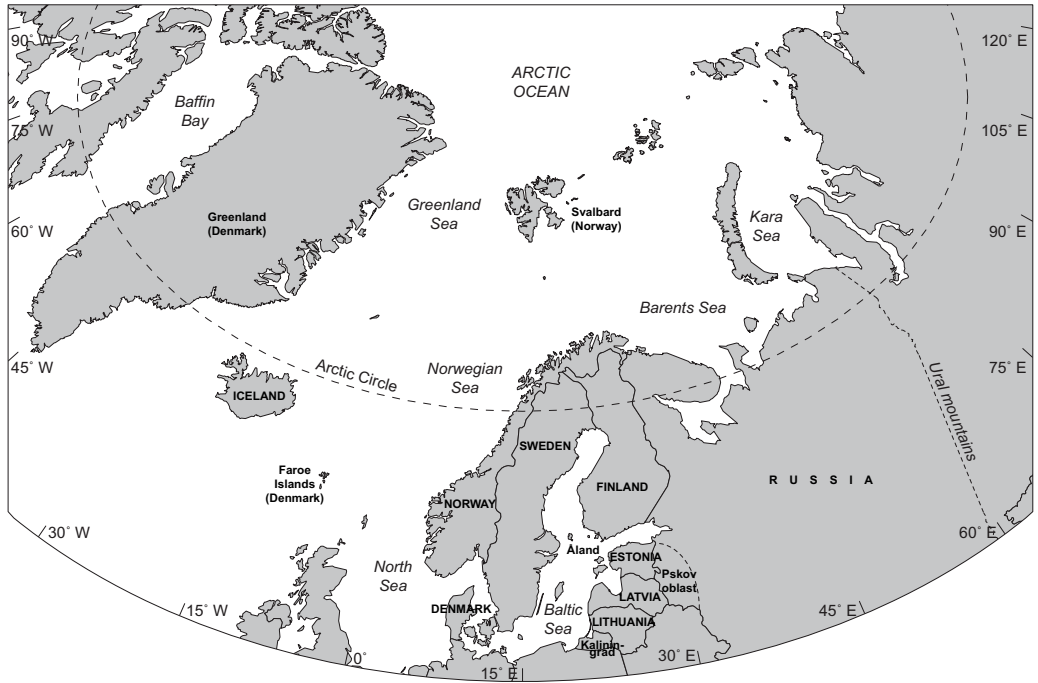 90° W
120° E
ARCTIC
OCEAN
Baffin
Bay
75° W
105° E
Greenland
(Denmark)
Greenland
Sea
Svalbard
(Norway)
Kara
Sea
60° W
90° E
Barents Sea
45° W
Arctic Circle
Norwegian
Sea
75° E
Ural mountains
ICELAND
SWEDEN
Faroe
Islands
(Denmark)
NORWAY
FINLAND
RUSSIA
30° W
60° E
Åland
ESTONIA
North
Sea
Pskov
oblast
LATVIA
DENMARK
Baltic
Sea
LITHUANIA
15° W
45° E
Kalinin-
grad
0°
30° E
15° E